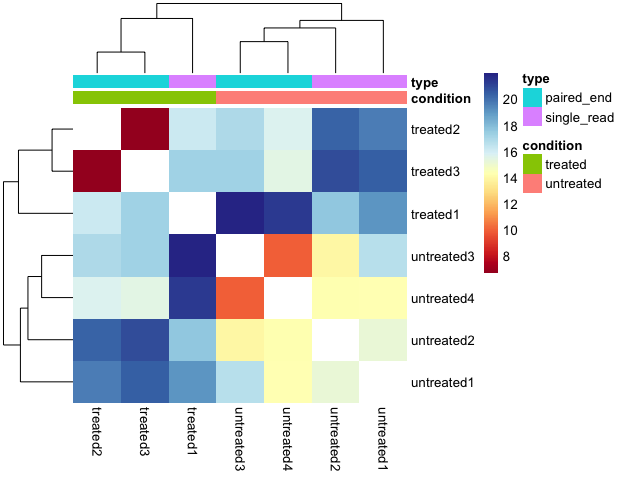 type
condition
treated2
treated3
treated1
untreated3
untreated4
untreated2
untreated1
treated2
treated3
treated1
untreated3
untreated4
untreated2
untreated1
20
18
16
14
12
10
8
type
paired_end
single_read
condition
treated
untreated